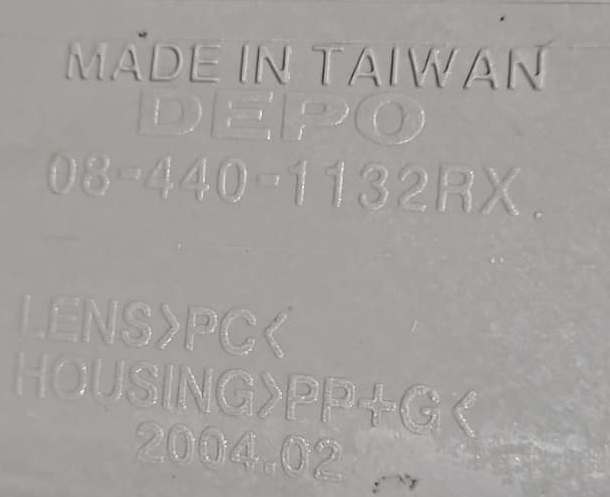 MADE IN TAIWAN
DEPO
08-440-1132RX
LENS>PC<
HOUSING>PP+G<
2004.02